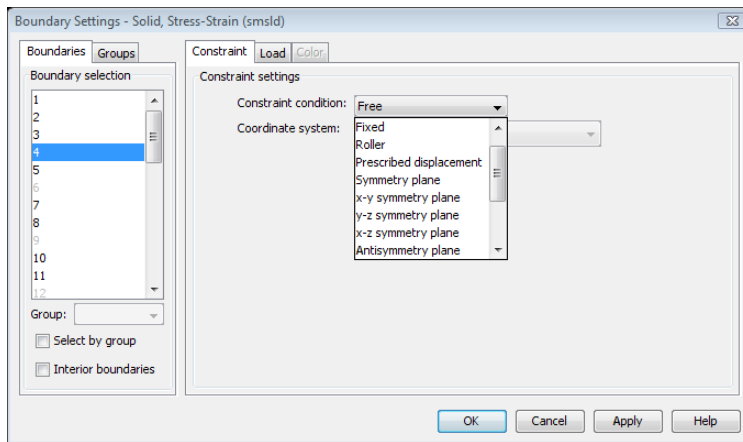 Boundary Settings - Solid, Stress-Strain (smsld)
Boundaries Groups
Boundary selection
1
2
3
4
5
6
7
8
9
10
11
12
Group:
Select by group
Interior boundaries
Constraint Load Color
Constraint settings
Constraint condition: Free
Coordinate system:
Fixed
Roller
Prescribed displacement
Symmetry plane
x-y symmetry plane
y-z symmetry plane
x-z symmetry plane
Antisymmetry plane
OK Cancel Apply Help